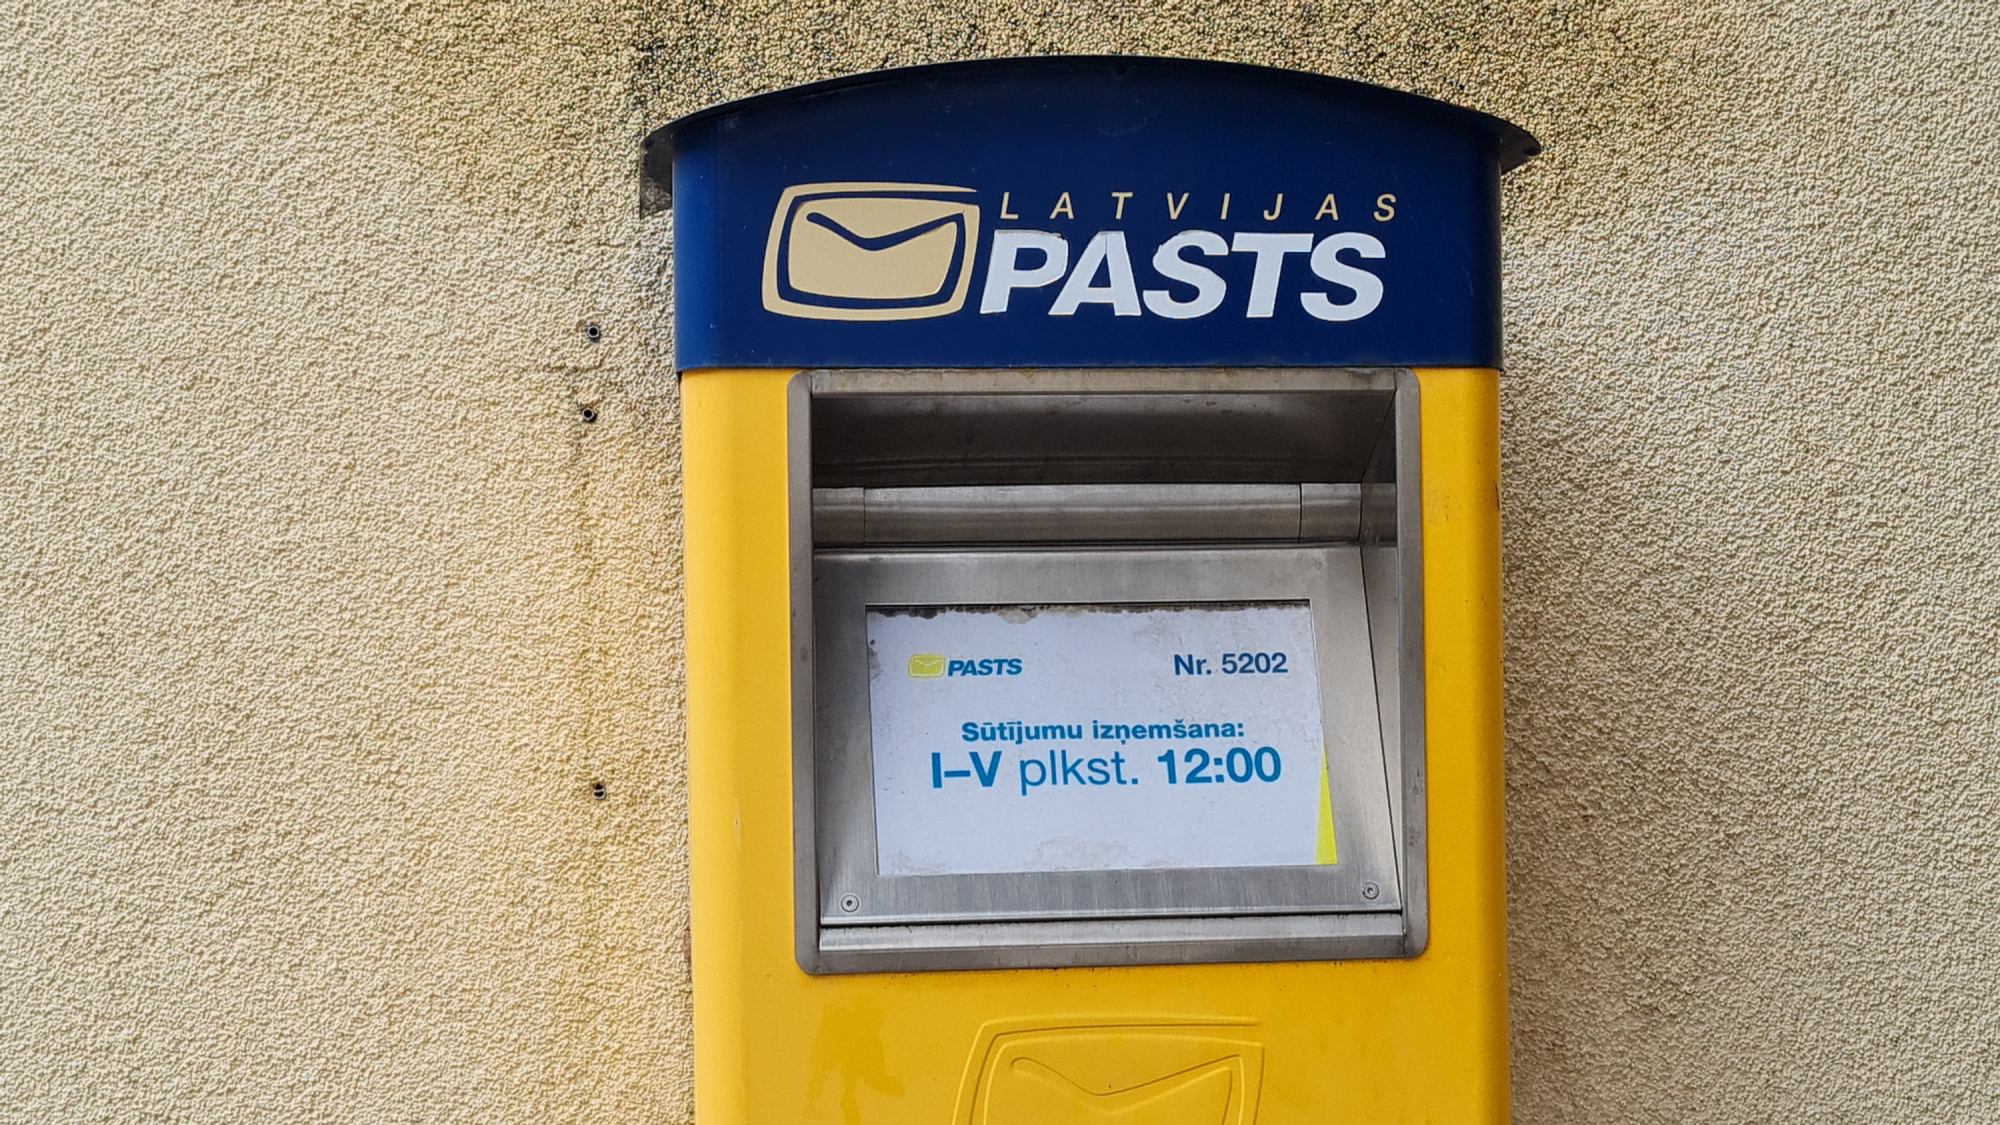 LATVIJAS
PASTS
PASTS
Nr. 5202
Sūtījumu izņemšana:
I–V plkst. 12:00